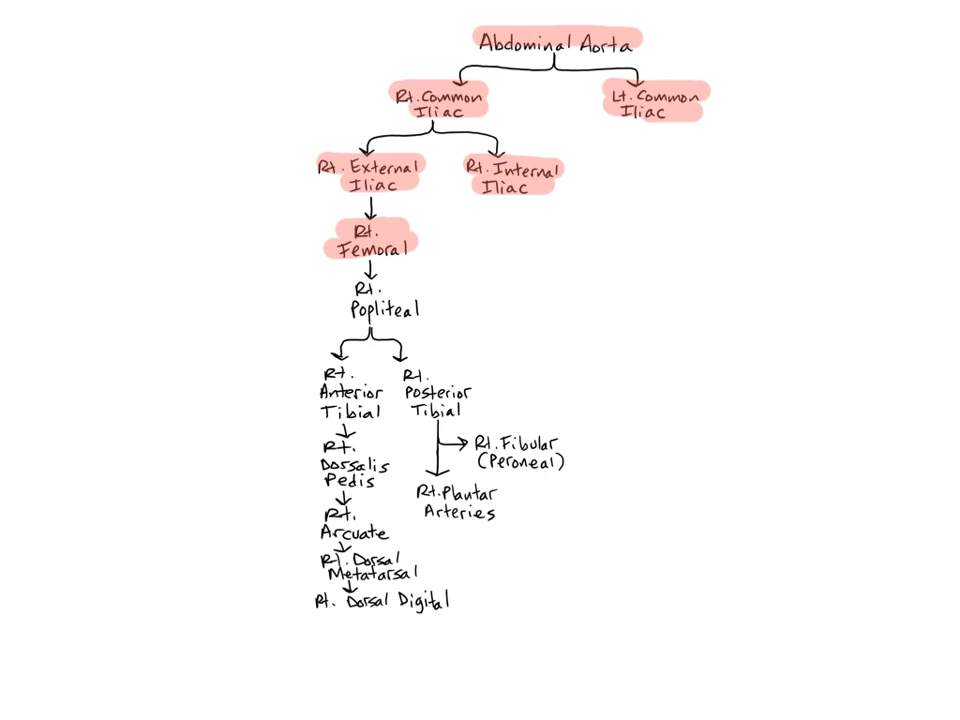 Abdominal Aorta
Rt. Common
Iliac
Lt. Common
Iliac
Rt. External
Iliac
Rt. Internal
Iliac
Rt.
Femoral
Rt.
Popliteal
Rt.
Anterior
Tibial
Rt.
Posterior
Tibial
Rt.
Dorsalis
Pedis
Rt. Fibular
(Peroneal)
Rt. Plantar
Arteries
Rt.
Arcuate
Rt. Dorsal
Metatarsal
Rt. Dorsal Digital